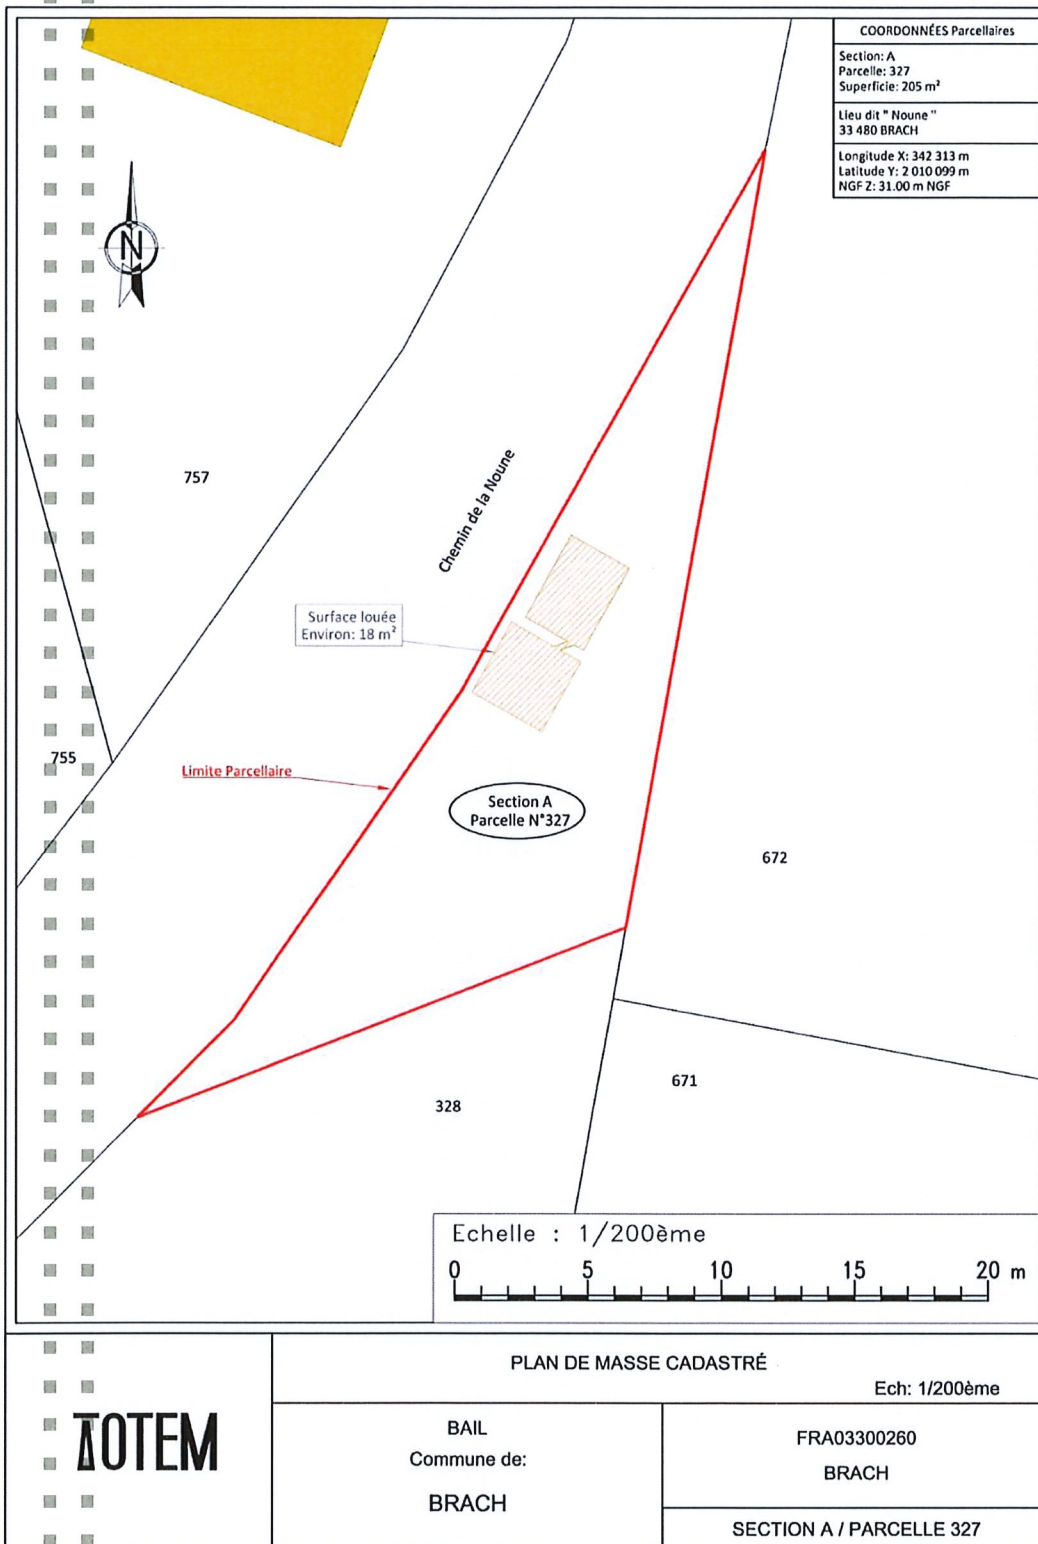 COORDONNÉES Parcellaires
Section: A
Parcelle: 327
Superficie: 205 m²
Lieu dit " Noune "
33 480 BRACH
Longitude X: 342 313 m
Latitude Y: 2 010 099 m
NGF Z: 31.00 m NGF
N
757
Chemin de la Noune
Surface louée
Environ: 18 m²
755
Limite Parcellaire
Section A
Parcelle N°327
672
671
328
Echelle : 1/200ème
0 5 10 15 20 m
PLAN DE MASSE CADASTRÉ
Ech: 1/200ème
TOTEM
BAIL
Commune de:
BRACH
FRA03300260
BRACH
SECTION A / PARCELLE 327